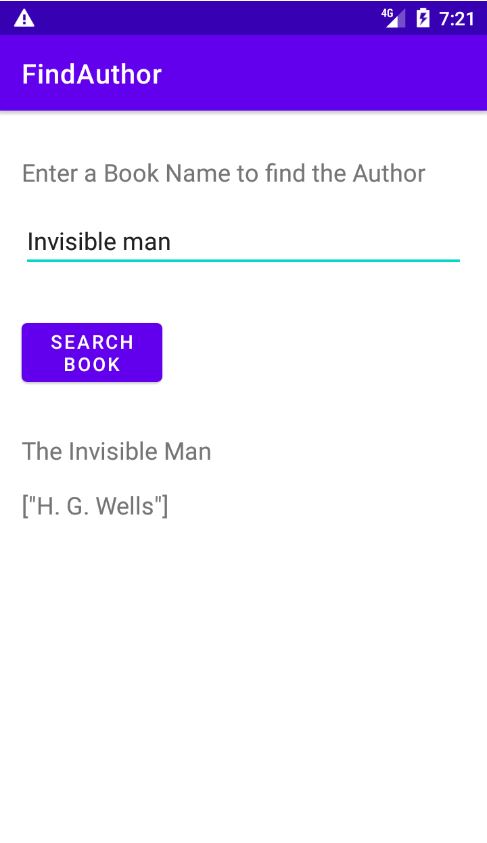 4G 7:21
FindAuthor
Enter a Book Name to find the Author
Invisible man
SEARCH
BOOK
The Invisible Man
["H. G. Wells"]